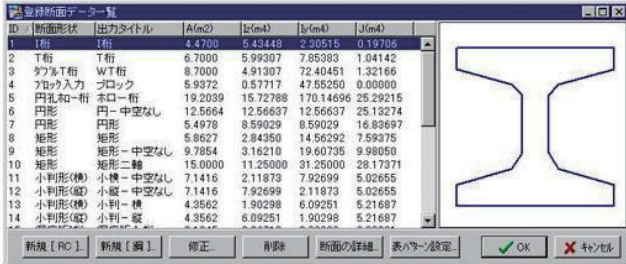 登録断面データ一覧
ID 断面形状 出力タイトル A(m2) Iz(m4) Iy(m4) J(m4)
1 I桁 I桁 4.4700 5.43448 2.30515 0.19706
2 T桁 T桁 6.7000 5.99307 7.85383 1.04142
3 ダブルT桁 WT桁 8.7000 4.91307 72.40451 1.32166
4 ブロック入力 ブロック 5.9372 0.57717 47.55250 0.00000
5 円孔ホロー桁 ホロー桁 19.2039 15.72788 170.14696 25.29215
6 円形 円－中空なし 12.5664 12.56637 12.56637 25.13274
7 円形 円形 5.4978 8.59029 8.59029 16.83697
8 矩形 矩形 5.8627 2.84350 14.56292 7.59375
9 矩形 矩形－中空なし 9.7854 3.16210 19.60735 9.98050
10 矩形 矩形二軸 15.0000 11.25000 31.25000 28.17371
11 小判形(横) 小横－中空なし 7.1416 2.11873 7.92699 5.02655
12 小判形(縦) 小縦－中空なし 7.1416 7.92699 2.11873 5.02655
13 小判形(横) 小判－横 4.3562 1.90298 6.09251 5.21687
14 小判形(縦) 小判－縦 4.3562 6.09251 1.90298 5.21687
新規 [ RC ].. 新規 [ 鋼 ].. 修正... 削除 断面の詳細.. 表パターン設定.. OK キャンセル